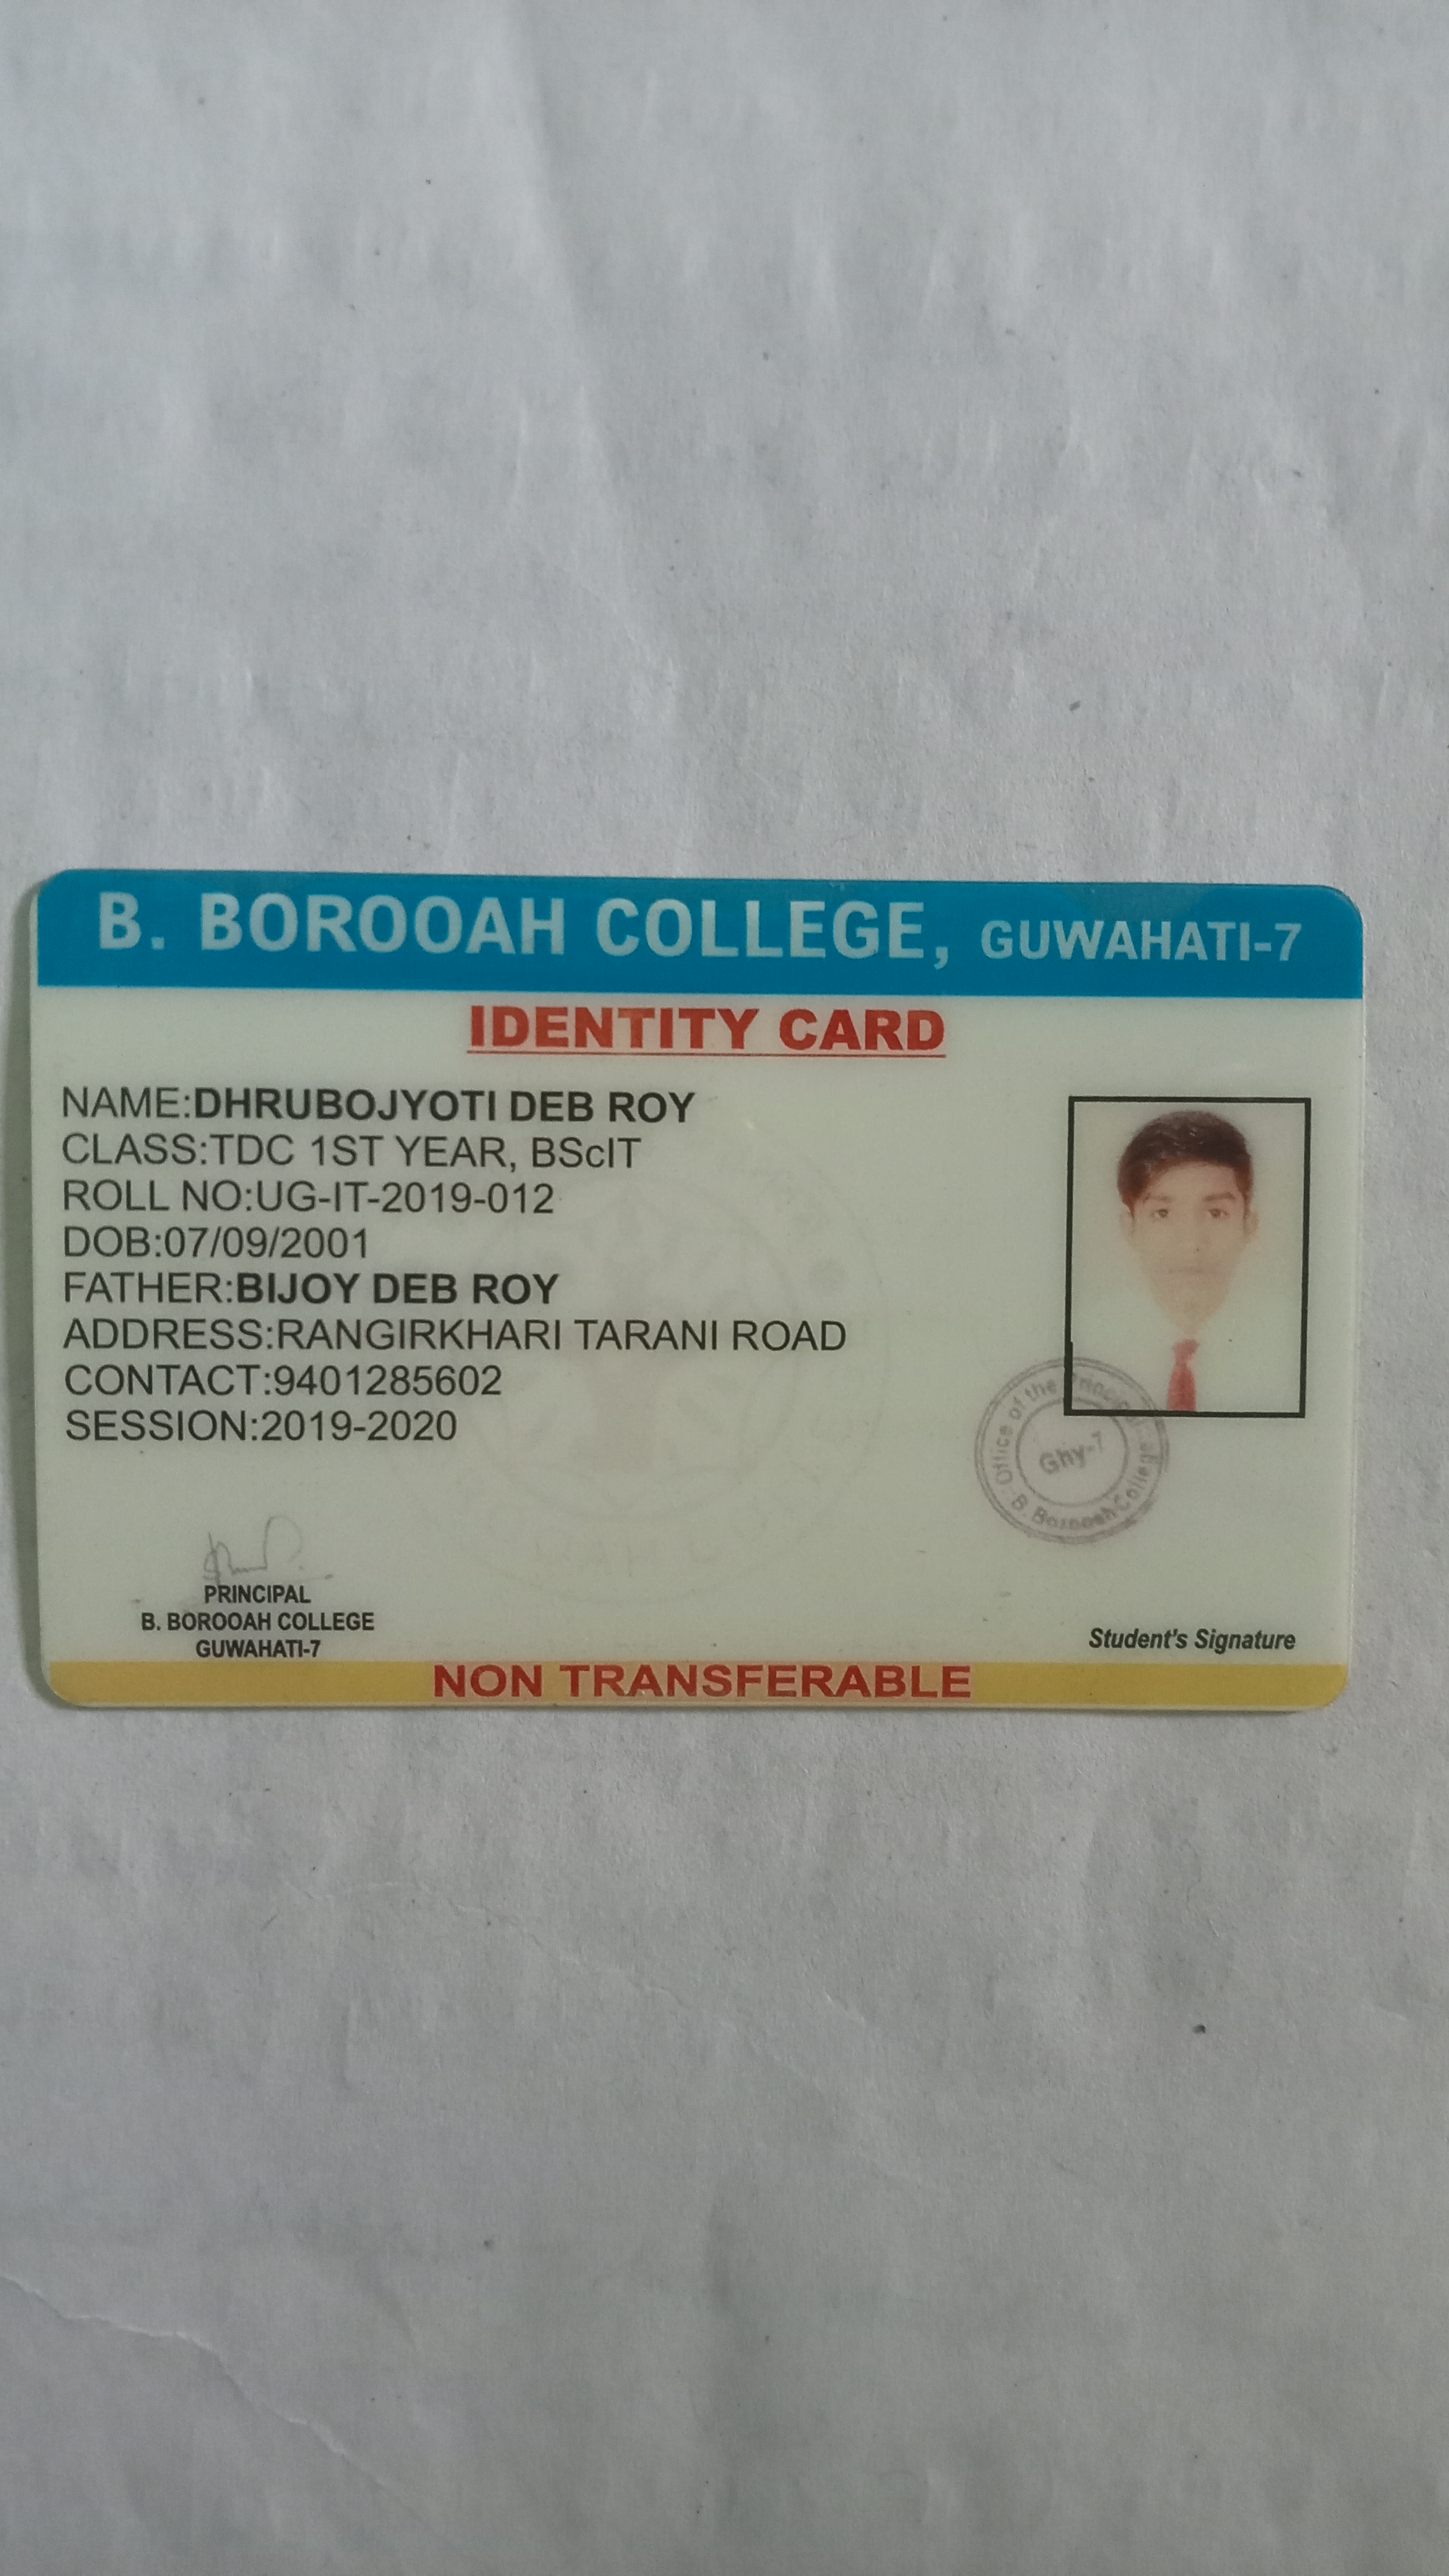 B. BOROOAH COLLEGE, GUWAHATI-7
IDENTITY CARD
NAME:DHRUBOJYOTI DEB ROY
CLASS:TDC 1ST YEAR, BScIT
ROLL NO:UG-IT-2019-012
DOB:07/09/2001
FATHER:BIJOY DEB ROY
ADDRESS:RANGIRKHARI TARANI ROAD
CONTACT:9401285602
SESSION:2019-2020
Office of the
Ghy-7
B. Borooah College
PRINCIPAL
B. BOROOAH COLLEGE
GUWAHATI-7
Student's Signature
NON TRANSFERABLE